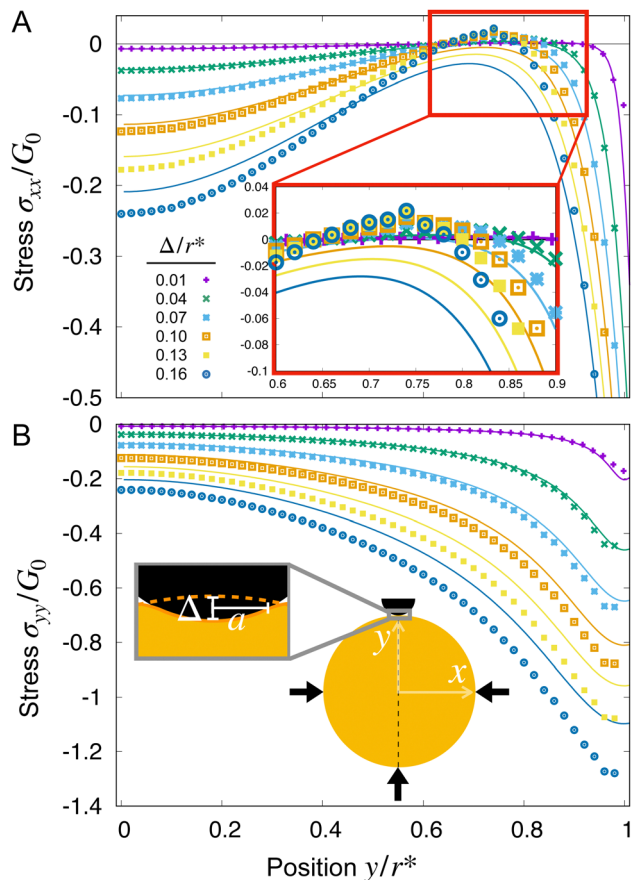 A
0
-0.1
-0.2
-0.3
-0.4
-0.5
Stress σxx/G0
Δ/r*
0.01
0.04
0.07
0.10
0.13
0.16
0.04
0.02
0
-0.02
-0.04
-0.06
-0.08
-0.1
0.6 0.65 0.7 0.75 0.8 0.85 0.9
B
0
-0.2
-0.4
-0.6
-0.8
-1
-1.2
-1.4
Stress σyy/G0
Δ
a
y
x
0 0.2 0.4 0.6 0.8 1
Position y/r*